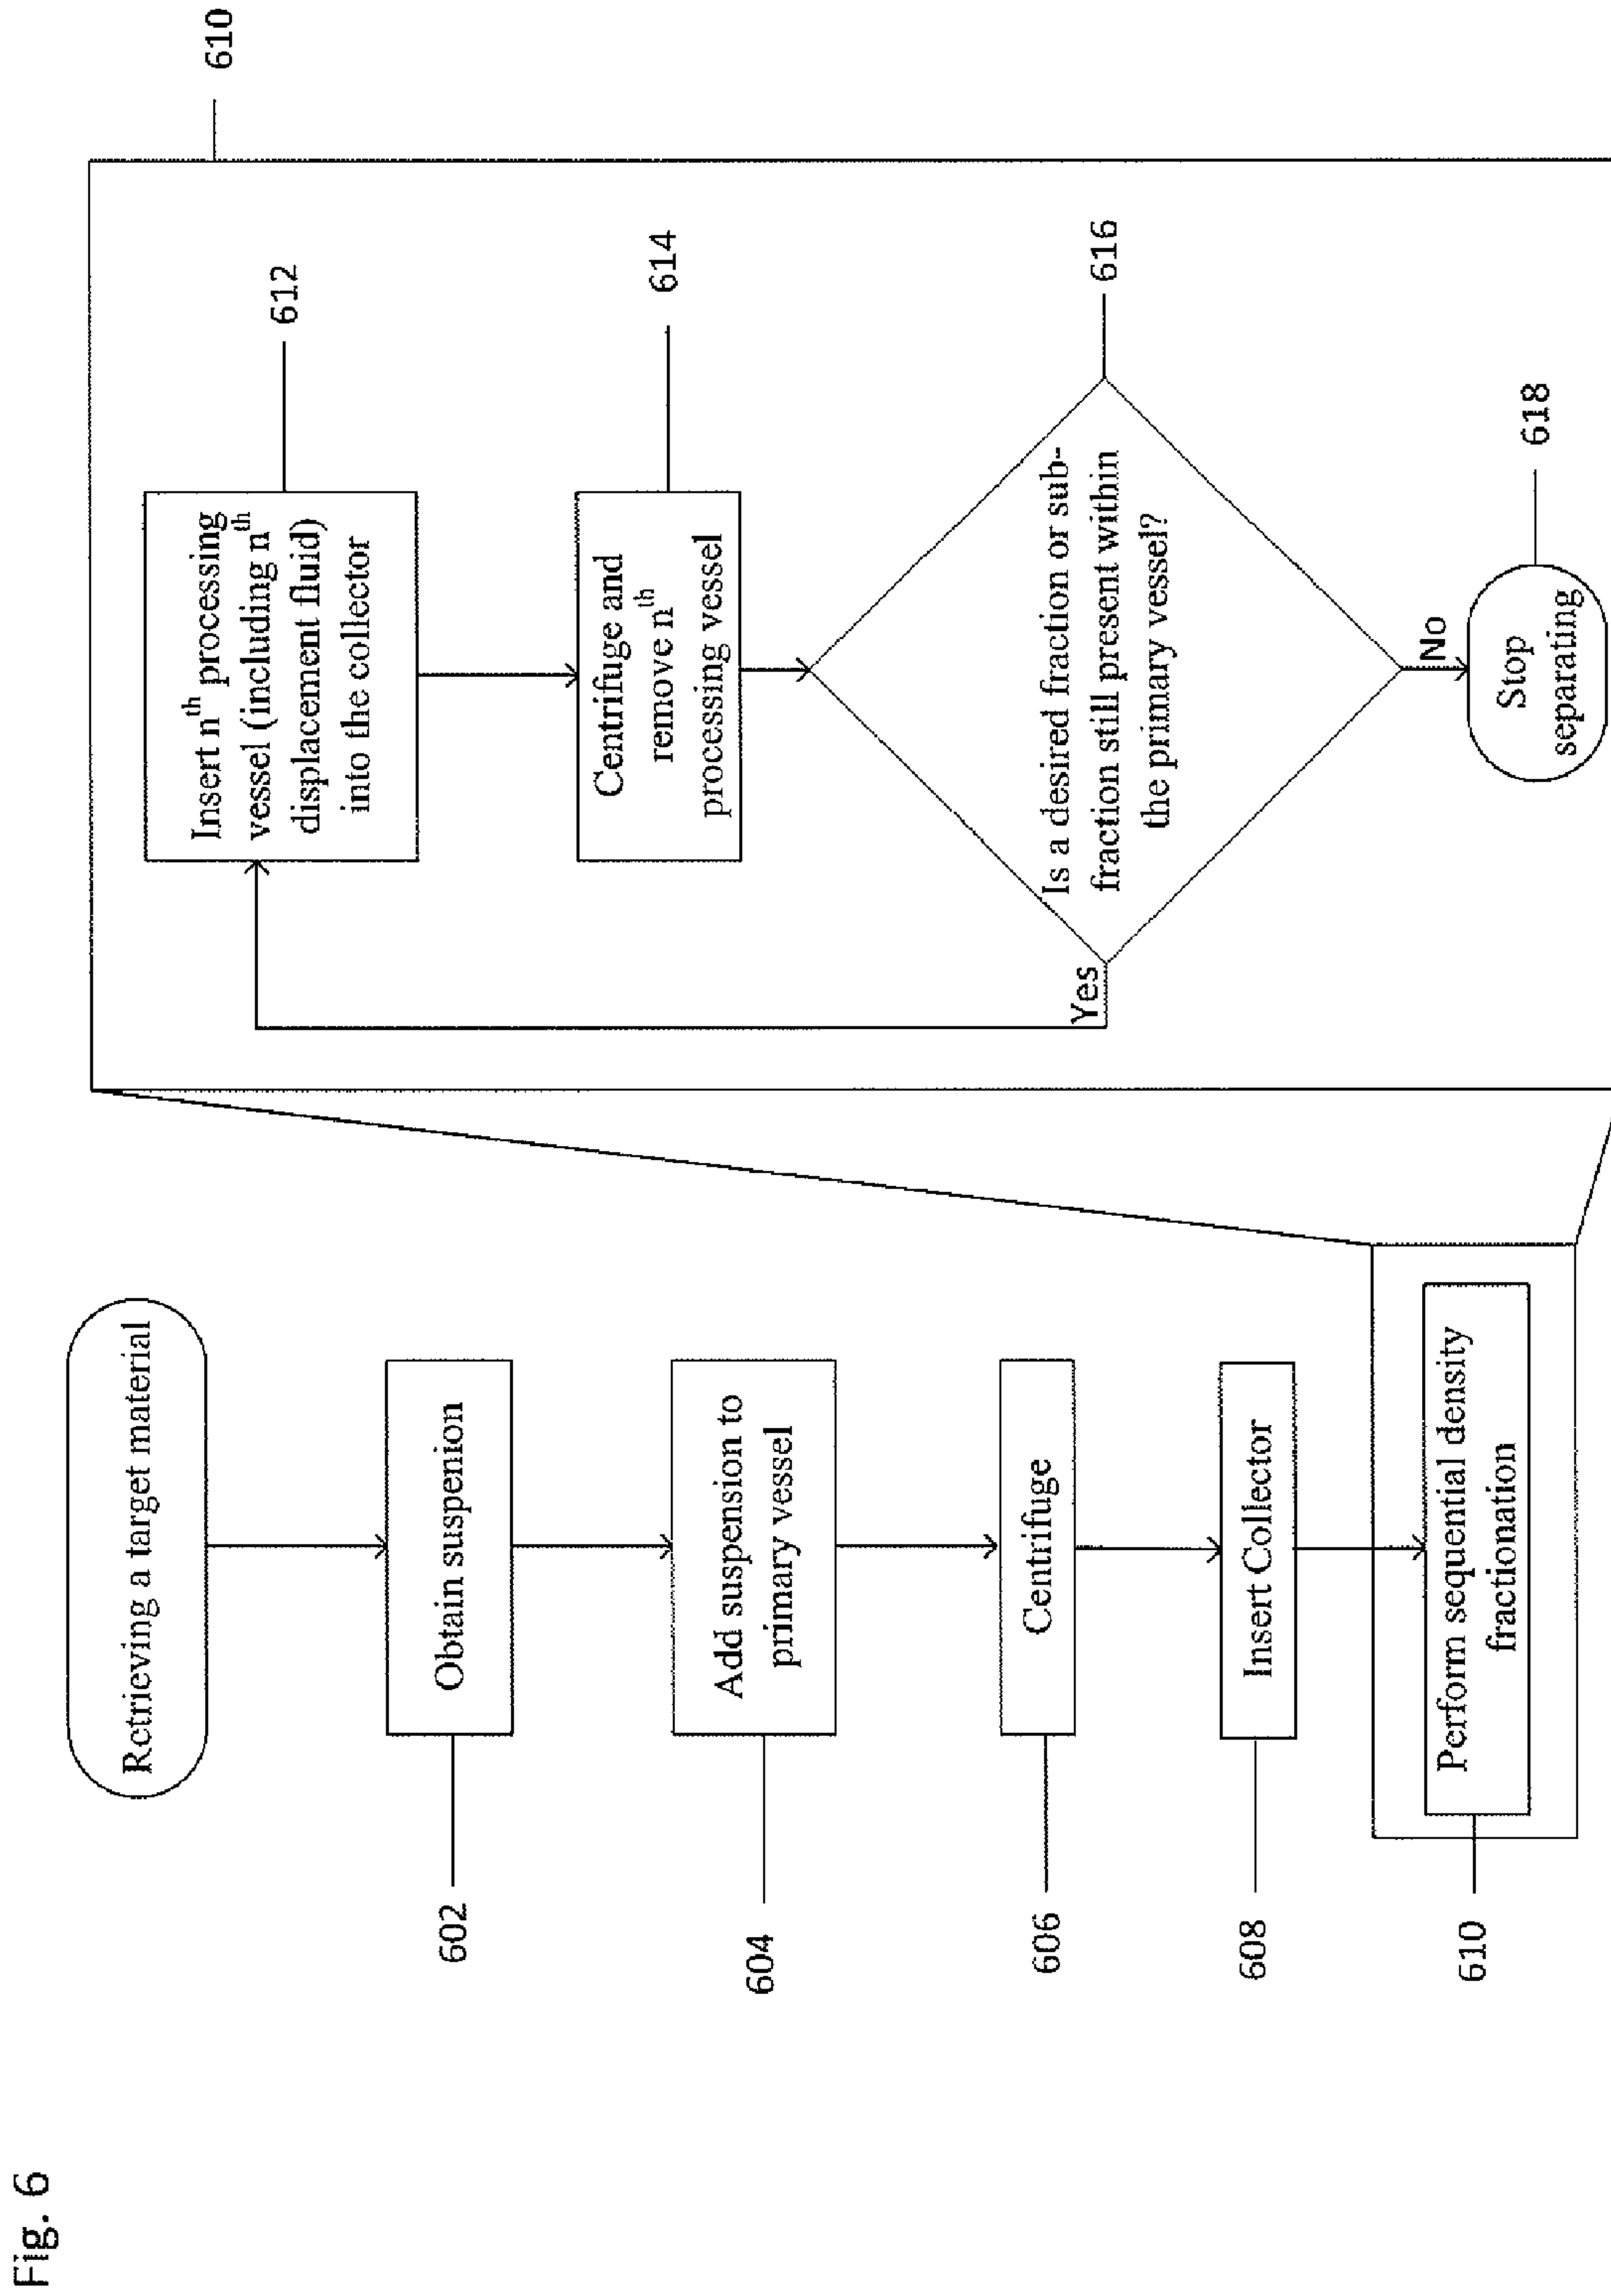 Fig. 6
Retrieving a target material
602
Obtain suspenion
604
Add suspension to
primary vessel
606
Centrifuge
608
Insert Collector
610
Perform sequential density
fractionation
610
Insert nth processing
vessel (including nth
displacement fluid)
into the collector
612
Centrifuge and
remove nth
processing vessel
614
Is a desired fraction or sub-
fraction still present within
the primary vessel?
616
Yes
No
Stop
separating
618